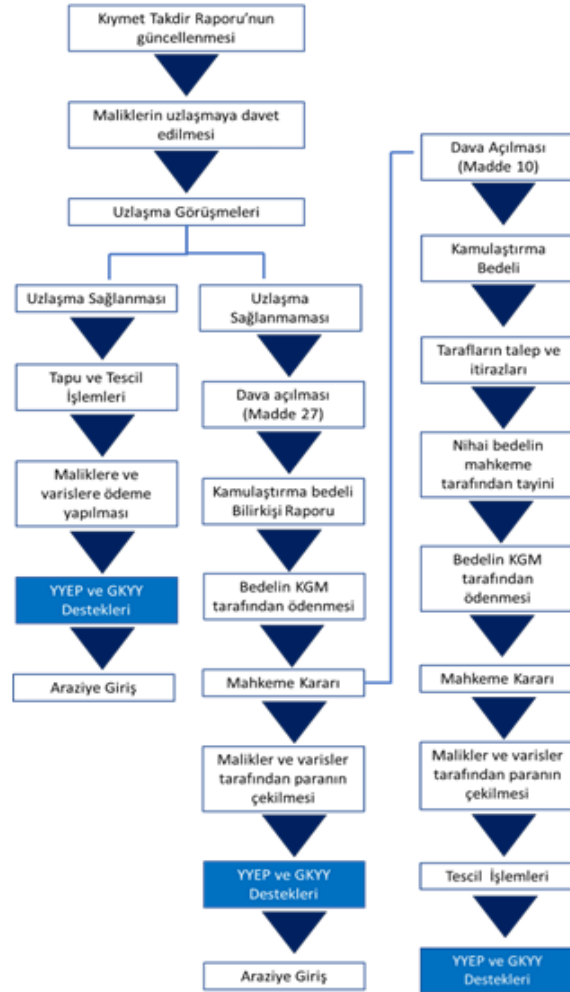 Kıymet Takdir Raporu'nun
güncellenmesi
Maliklerin uzlaşmaya davet
edilmesi
Uzlaşma Görüşmeleri
Uzlaşma Sağlanması
Tapu ve Tescil
İşlemleri
Maliklere ve
varislere ödeme
yapılması
YYEP ve GKYY
Destekleri
Araziye Giriş
Uzlaşma
Sağlanmaması
Dava açılması
(Madde 27)
Kamulaştırma bedeli
Bilirkişi Raporu
Bedelin KGM
tarafından ödenmesi
Mahkeme Kararı
Malikler ve varisler
tarafından paranın
çekilmesi
YYEP ve GKYY
Destekleri
Araziye Giriş
Dava Açılması
(Madde 10)
Kamulaştırma
Bedeli
Tarafların talep ve
itirazları
Nihai bedelin
mahkeme
tarafından tayini
Bedelin KGM
tarafından
ödenmesi
Mahkeme Kararı
Malikler ve varisler
tarafından paranın
çekilmesi
Tescil İşlemleri
YYEP ve GKYY
Destekleri